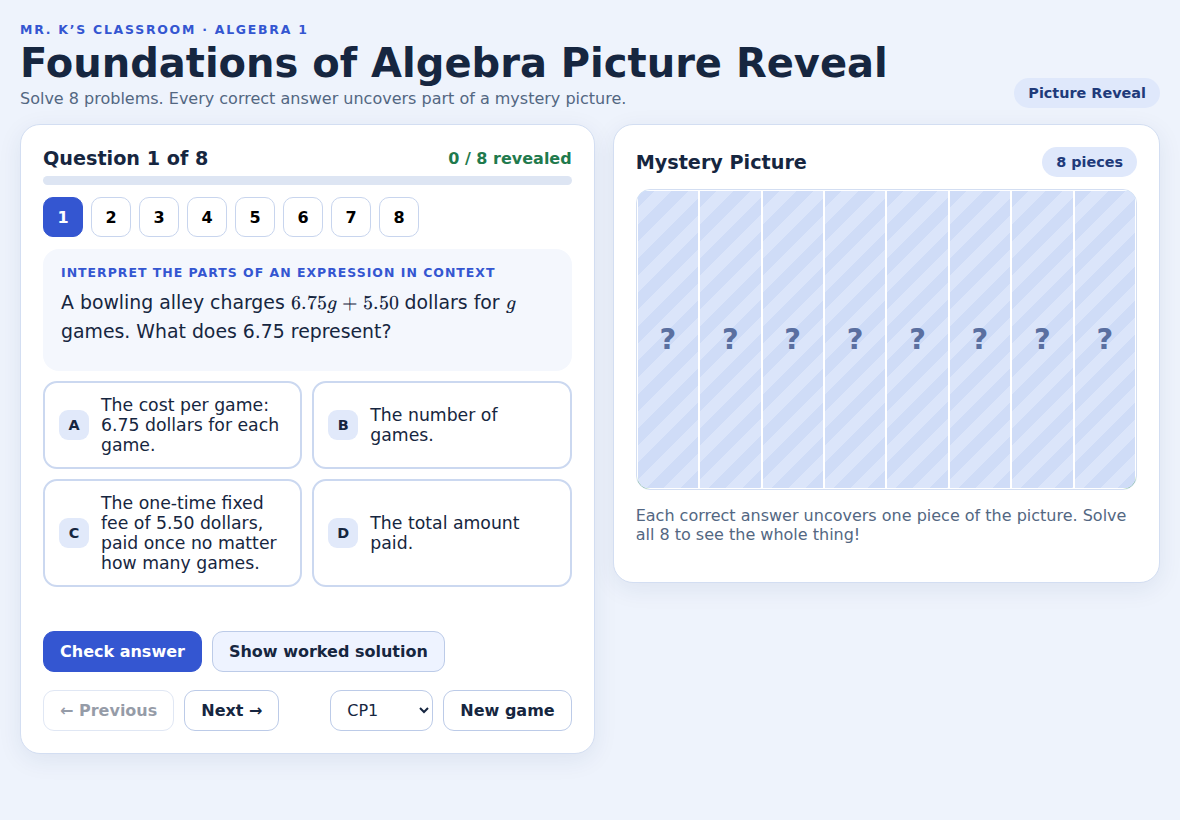 MR. K’S CLASSROOM · ALGEBRA 1
Foundations of Algebra Picture Reveal
Solve 8 problems. Every correct answer uncovers part of a mystery picture.
Picture Reveal
Question 1 of 8
0 / 8 revealed
1 2 3 4 5 6 7 8
INTERPRET THE PARTS OF AN EXPRESSION IN CONTEXT
A bowling alley charges 6.75g + 5.50 dollars for g
games. What does 6.75 represent?
A
The cost per game:
6.75 dollars for each
game.
B
The number of
games.
C
The one-time fixed
fee of 5.50 dollars,
paid once no matter
how many games.
D
The total amount
paid.
Check answer
Show worked solution
← Previous
Next →
CP1
New game
Mystery Picture
8 pieces
? ? ? ? ? ? ? ?
Each correct answer uncovers one piece of the picture. Solve
all 8 to see the whole thing!